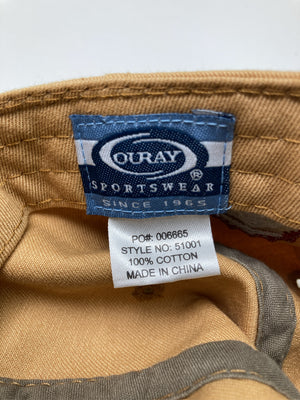 OURAY
®
SPORTSWEAR
SINCE 1965
PO#: 006665
STYLE NO: 51001
100% COTTON
MADE IN CHINA